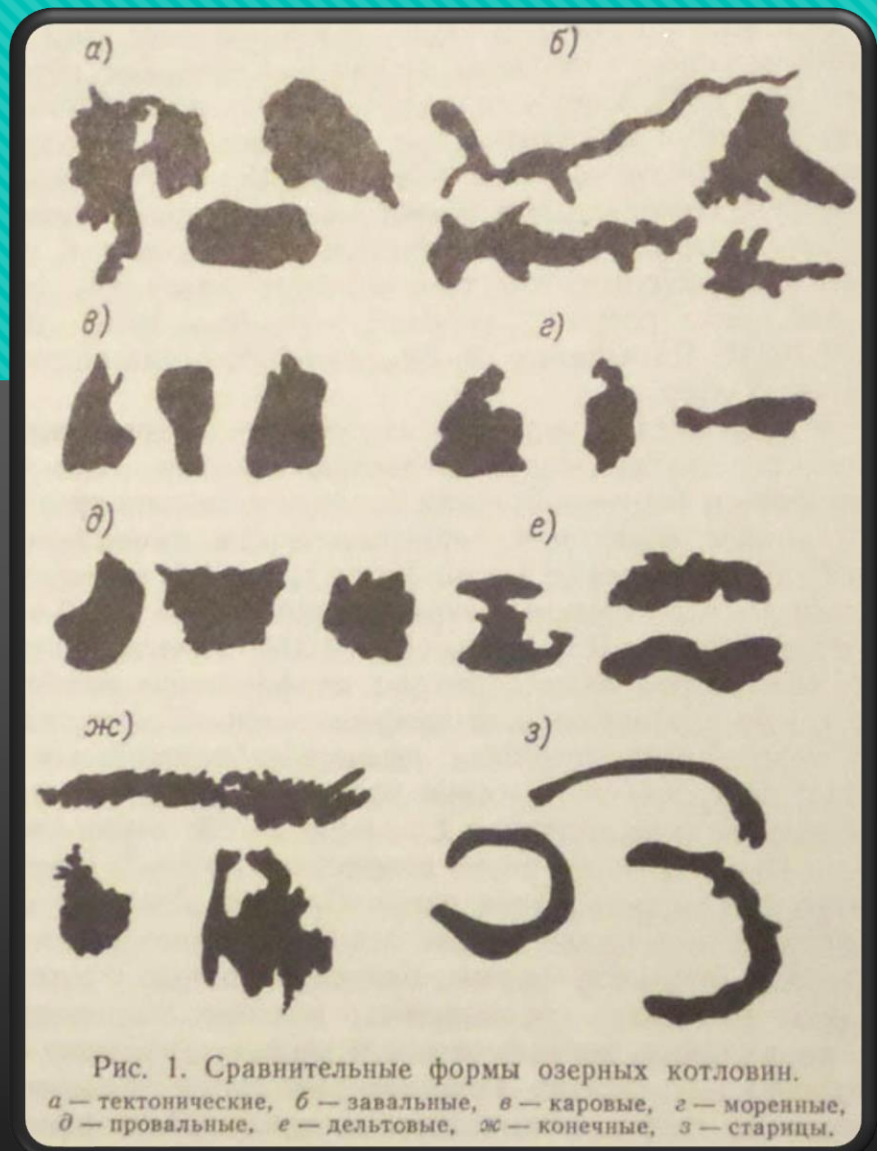 а)
б)
в)
г)
д)
е)
ж)
з)
Рис. 1. Сравнительные формы озерных котловин.
а — тектонические, б — завальные, в — каровые, г — моренные,
д — провальные, е — дельтовые, ж — конечные, з — старицы.